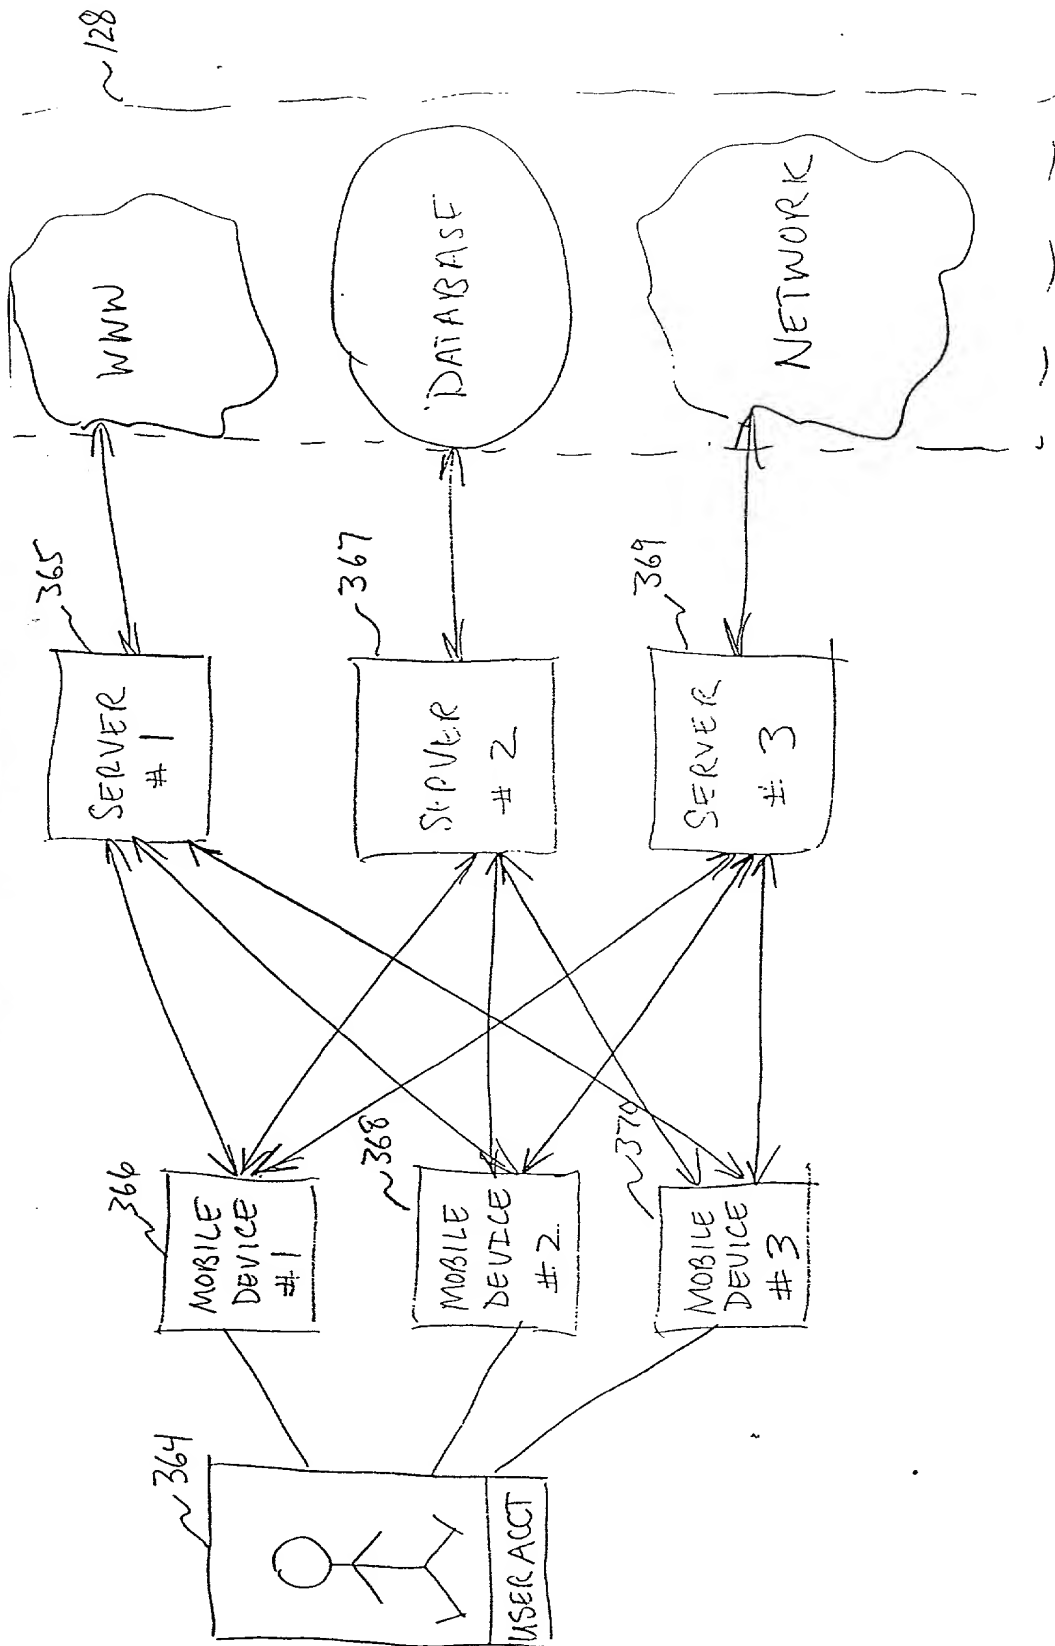 128
WWW
DATABASE
NETWORK
365
367
369
SERVER
#1
SERVER
#2
SERVER
#3
366
368
370
MOBILE
DEVICE
#1
MOBILE
DEVICE
#2
MOBILE
DEVICE
#3
364
USER ACCT